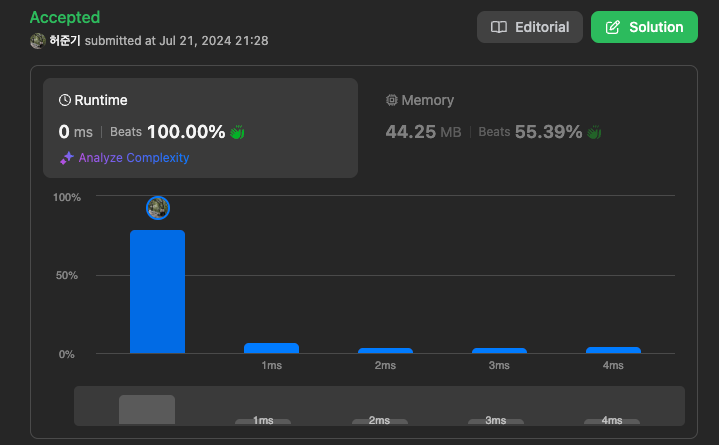 Accepted
허준기 submitted at Jul 21, 2024 21:28
Editorial
Solution
Runtime
0 ms | Beats 100.00%
Analyze Complexity
Memory
44.25 MB | Beats 55.39%
100%
50%
0%
1ms 2ms 3ms 4ms
1ms 2ms 3ms 4ms